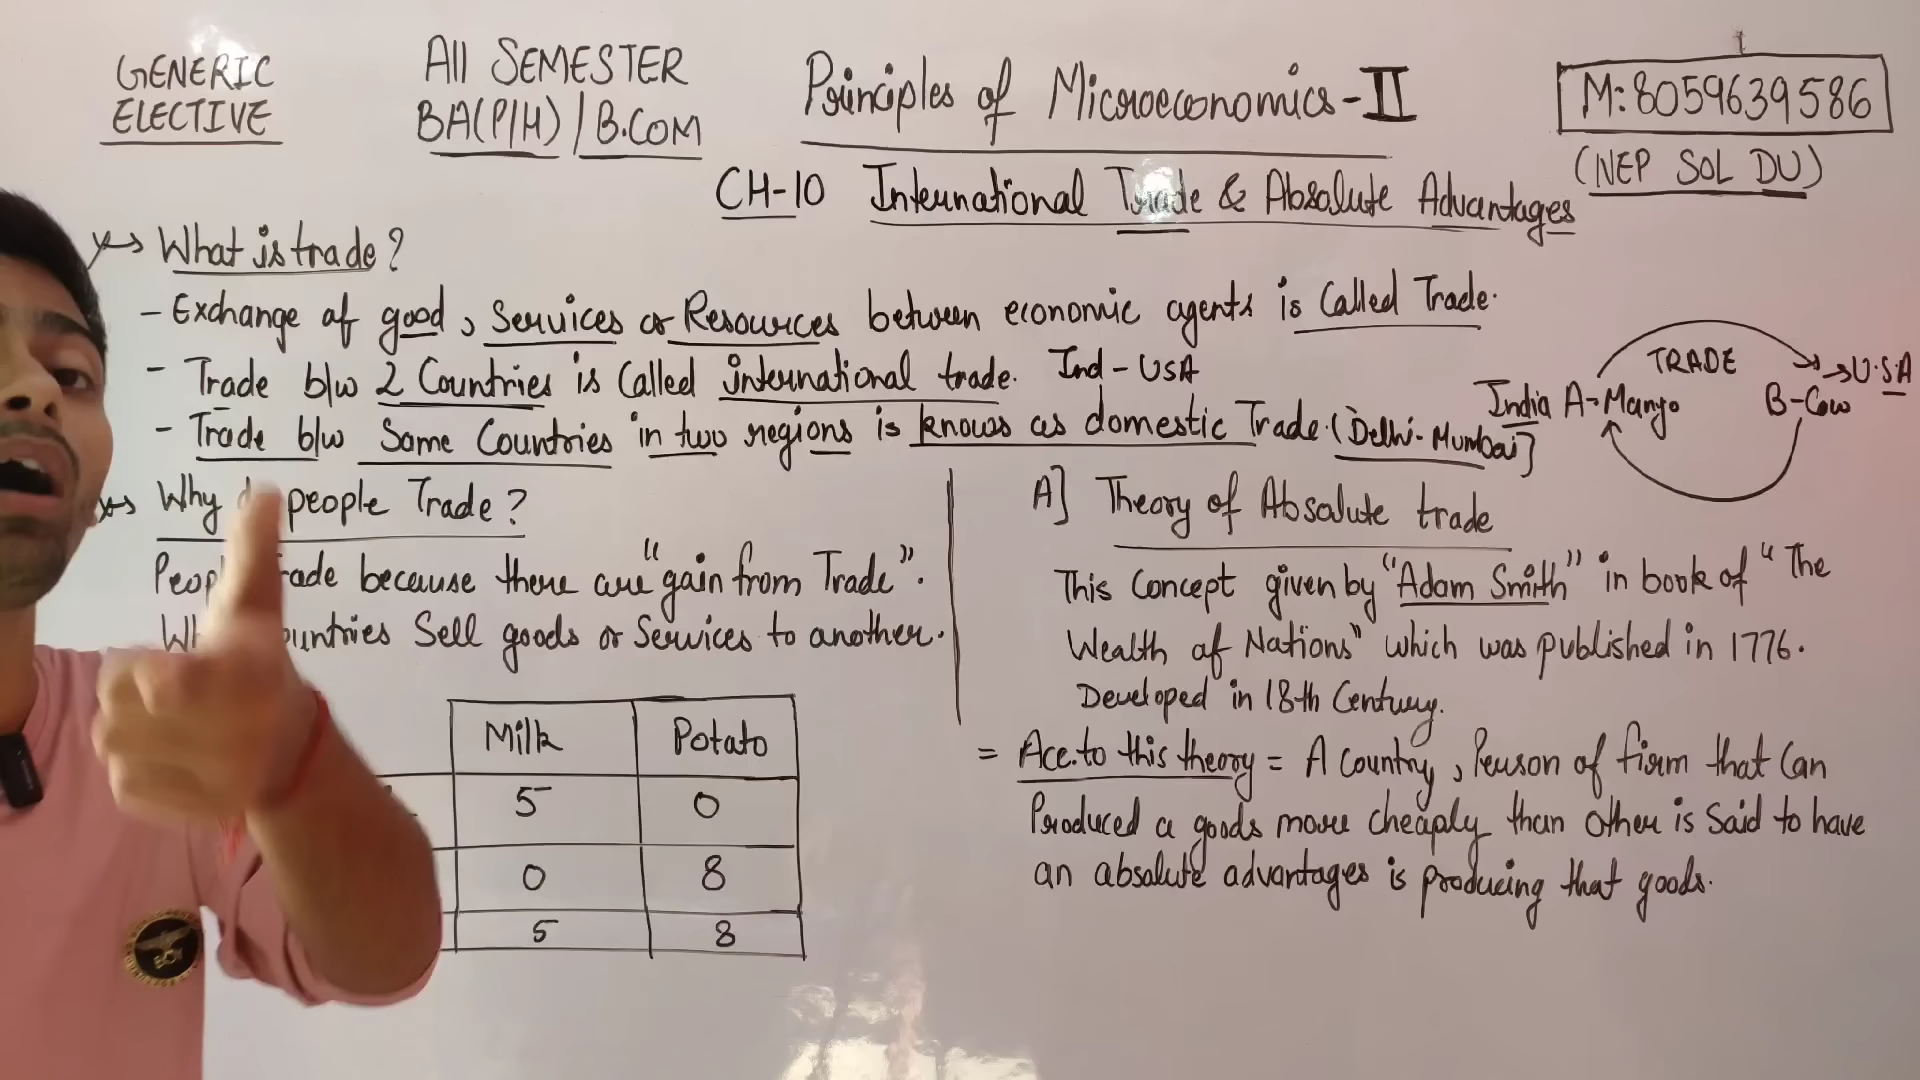 GENERIC
ELECTIVE
All SEMESTER
BA(P/H) / B.COM
Principles of Microeconomics-II
M: 8059639586
(NEP SOL DU)
CH-10 International Trade & Absolute Advantages
What is trade?
- Exchange of good, Services or Resources between economic agents is Called Trade.
- Trade b/w 2 Countries is Called international trade. Ind - USA
- Trade b/w Same Countries in two regions is knows as domestic Trade. (Delhi-Mumbai]
TRADE
India A-Mango
B-Cow
U.S.A
Why people Trade?
because there are "gain from Trade".
Sell goods or Services to another.
Milk Potato
5 0
0 8
5 8
A] Theory of Absolute trade
This Concept given by "Adam Smith" in book of "The
Wealth of Nations" which was published in 1776.
Developed in 18th Century.
= Acc. to this theory = A Country, Person of firm that Can
Produced a goods more cheaply than other is Said to have
an absolute advantages is producing that goods.